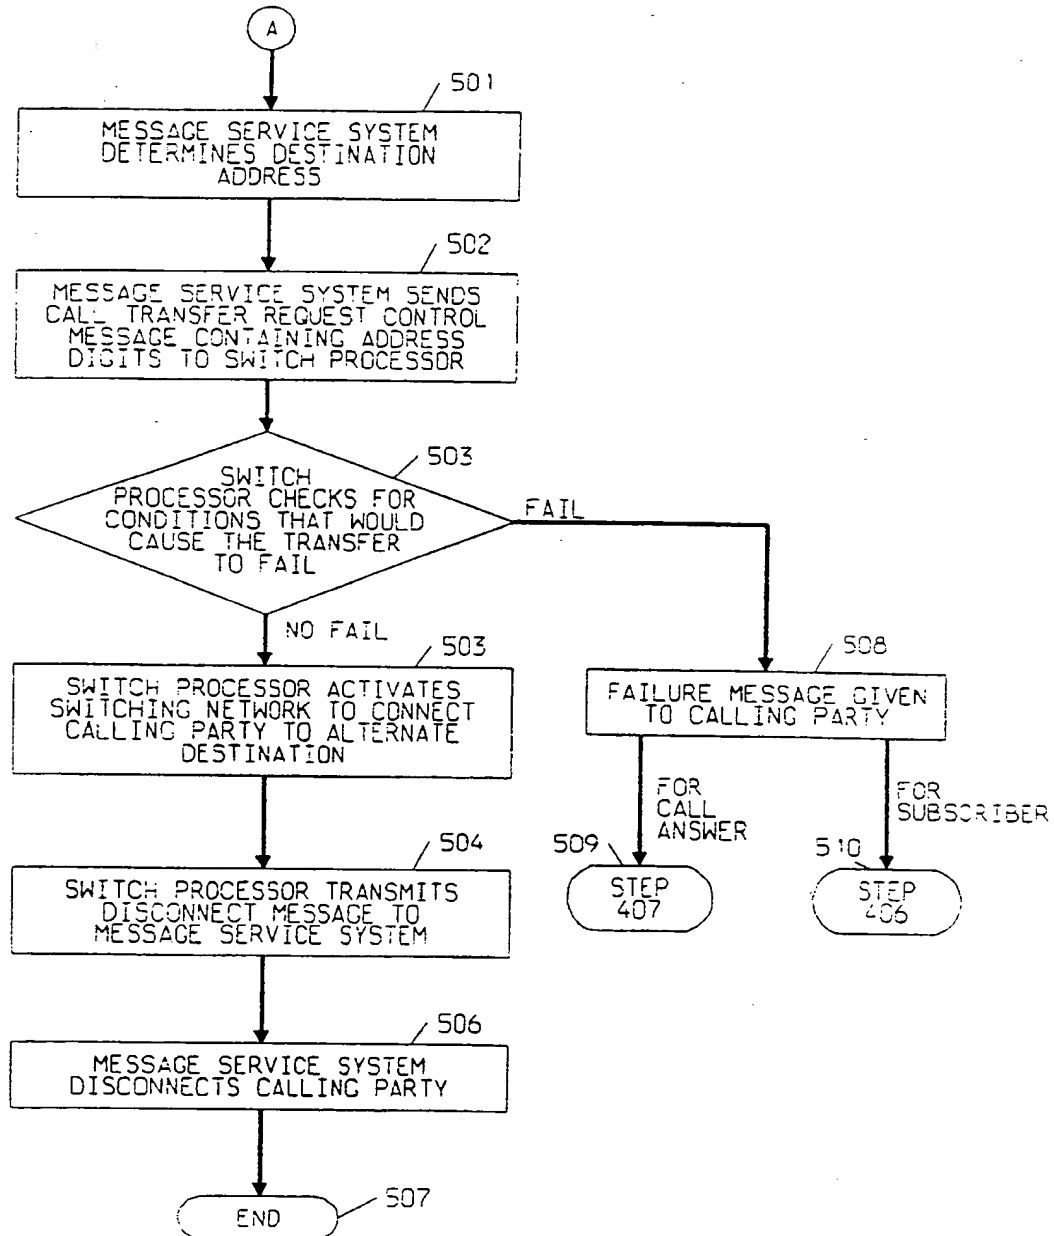 A
501
MESSAGE SERVICE SYSTEM
DETERMINES DESTINATION
ADDRESS
502
MESSAGE SERVICE SYSTEM SENDS
CALL TRANSFER REQUEST CONTROL
MESSAGE CONTAINING ADDRESS
DIGITS TO SWITCH PROCESSOR
503
SWITCH
PROCESSOR CHECKS FOR
CONDITIONS THAT WOULD
CAUSE THE TRANSFER
TO FAIL
FAIL
NO FAIL
503
SWITCH PROCESSOR ACTIVATES
SWITCHING NETWORK TO CONNECT
CALLING PARTY TO ALTERNATE
DESTINATION
508
FAILURE MESSAGE GIVEN
TO CALLING PARTY
FOR
CALL
ANSWER
FOR
SUBSCRIBER
509
STEP
407
510
STEP
406
504
SWITCH PROCESSOR TRANSMITS
DISCONNECT MESSAGE TO
MESSAGE SERVICE SYSTEM
506
MESSAGE SERVICE SYSTEM
DISCONNECTS CALLING PARTY
507
END